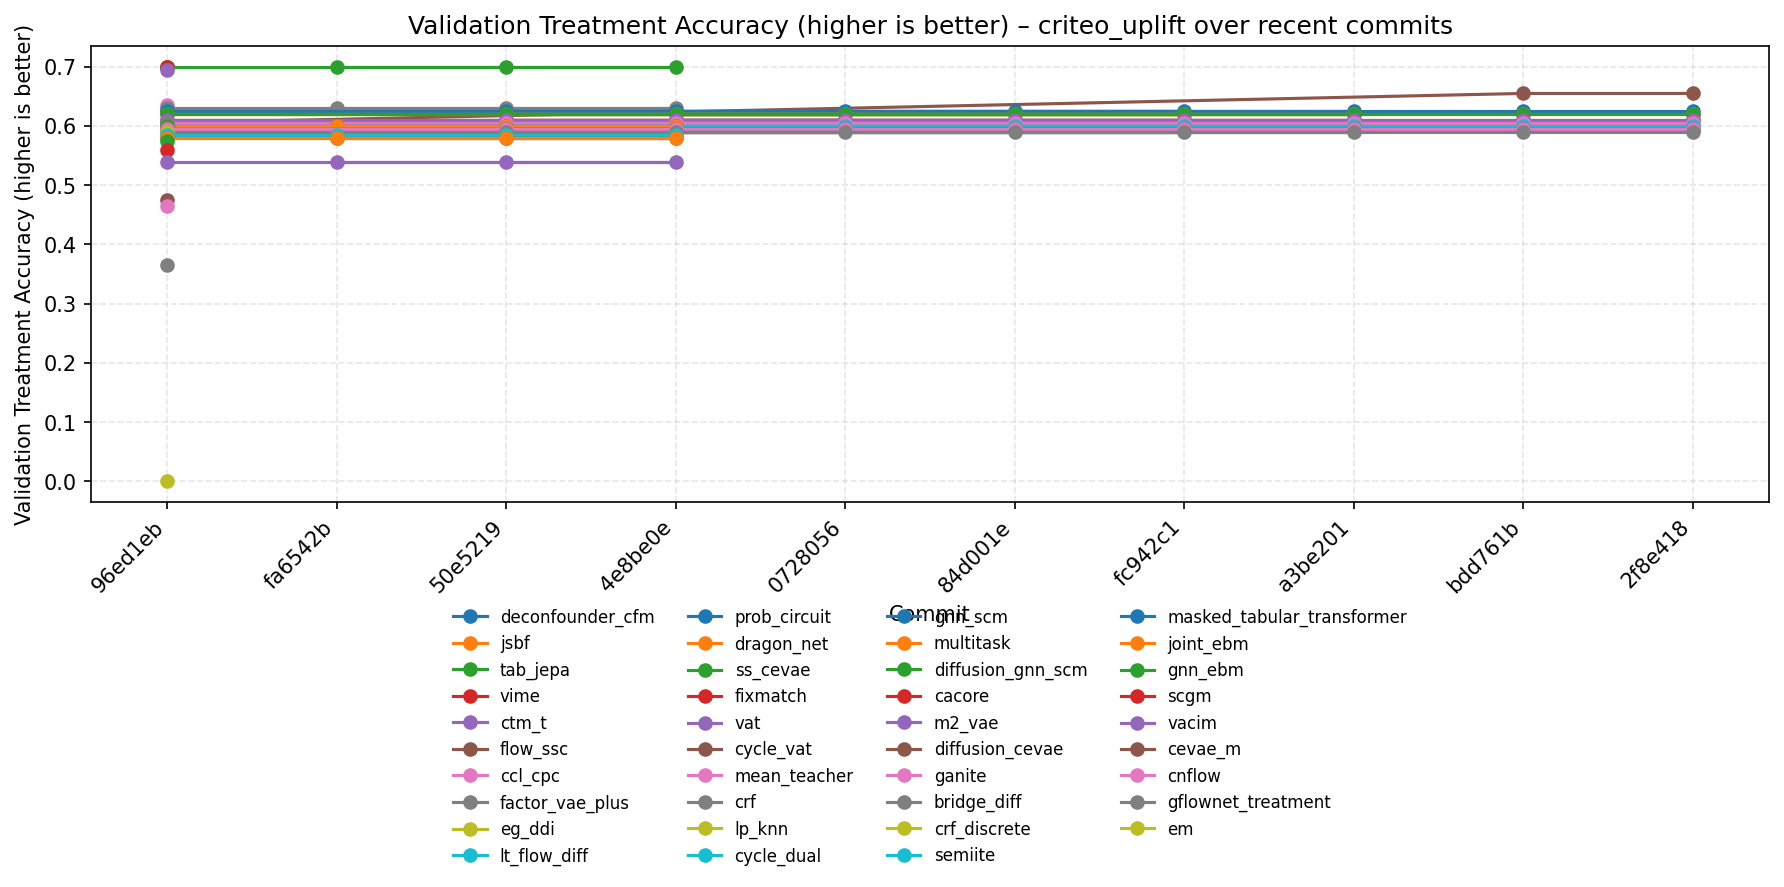 Validation Treatment Accuracy (higher is better) – criteo_uplift over recent commits
Validation Treatment Accuracy (higher is better)
0.7
0.6
0.5
0.4
0.3
0.2
0.1
0.0
96ed1eb
fa6542b
50e5219
4e8be0e
0728056
84d001e
fc942c1
a3be201
bdd761b
2f8e418
Commit
deconfounder_cfm
jsbf
tab_jepa
vime
ctm_t
flow_ssc
ccl_cpc
factor_vae_plus
eg_ddi
lt_flow_diff
prob_circuit
dragon_net
ss_cevae
fixmatch
vat
cycle_vat
mean_teacher
crf
lp_knn
cycle_dual
gnn_scm
multitask
diffusion_gnn_scm
cacore
m2_vae
diffusion_cevae
ganite
bridge_diff
crf_discrete
semiite
masked_tabular_transformer
joint_ebm
gnn_ebm
scgm
vacim
cevae_m
cnflow
gflownet_treatment
em